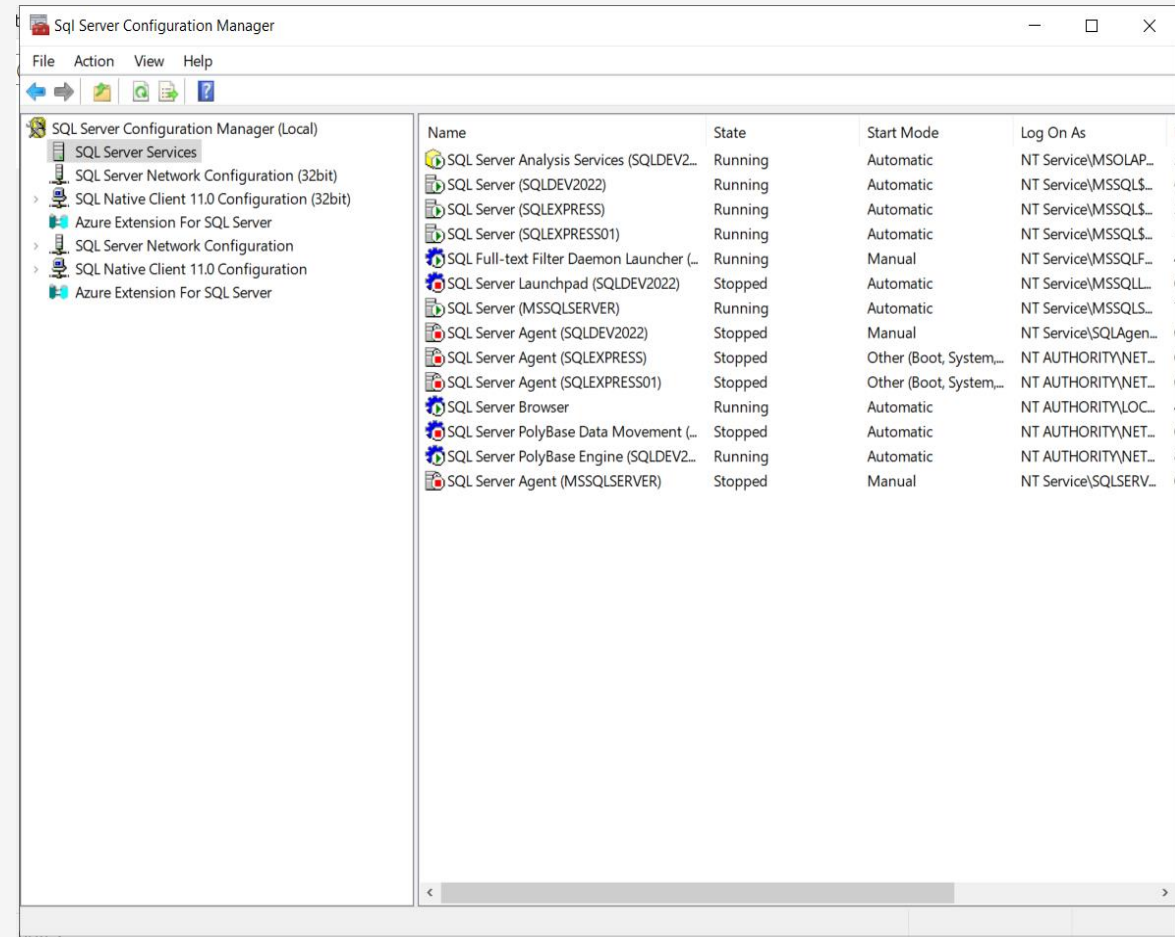 Sql Server Configuration Manager
File Action View Help
SQL Server Configuration Manager (Local)
SQL Server Services
SQL Server Network Configuration (32bit)
SQL Native Client 11.0 Configuration (32bit)
Azure Extension For SQL Server
SQL Server Network Configuration
SQL Native Client 11.0 Configuration
Azure Extension For SQL Server
Name State Start Mode Log On As
SQL Server Analysis Services (SQLDEV2... Running Automatic NT Service\MSOLAP...
SQL Server (SQLDEV2022) Running Automatic NT Service\MSSQL$...
SQL Server (SQLEXPRESS) Running Automatic NT Service\MSSQL$...
SQL Server (SQLEXPRESS01) Running Automatic NT Service\MSSQL$...
SQL Full-text Filter Daemon Launcher (... Running Manual NT Service\MSSQLF...
SQL Server Launchpad (SQLDEV2022) Stopped Automatic NT Service\MSSQLL...
SQL Server (MSSQLSERVER) Running Automatic NT Service\MSSQLS...
SQL Server Agent (SQLDEV2022) Stopped Manual NT Service\SQLAgen...
SQL Server Agent (SQLEXPRESS) Stopped Other (Boot, System,... NT AUTHORITY\NET...
SQL Server Agent (SQLEXPRESS01) Stopped Other (Boot, System,... NT AUTHORITY\NET...
SQL Server Browser Running Automatic NT AUTHORITY\LOC...
SQL Server PolyBase Data Movement (... Stopped Automatic NT AUTHORITY\NET...
SQL Server PolyBase Engine (SQLDEV2... Running Automatic NT AUTHORITY\NET...
SQL Server Agent (MSSQLSERVER) Stopped Manual NT Service\SQLSERV...